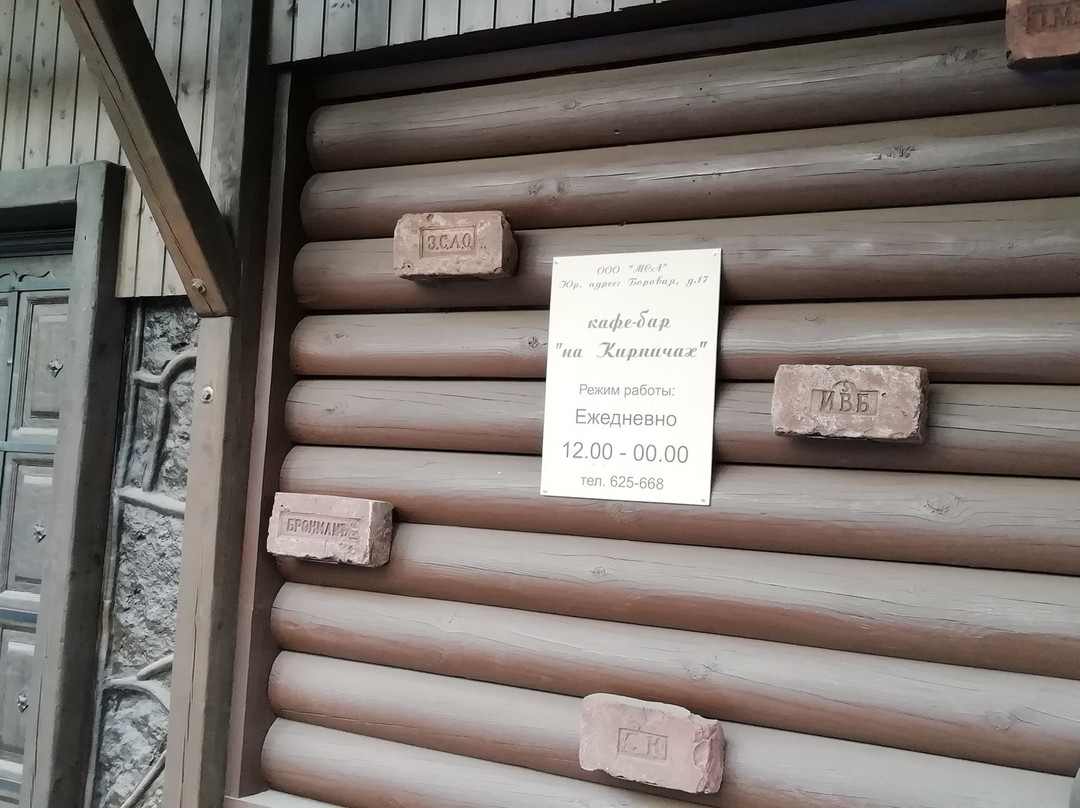 Т.М.
З.С.Л.О.
ООО "МСА"
Юр. адрес: Боровая, д.17
кафе-бар
"на Кирпичах"
Режим работы:
Ежедневно
12.00 - 00.00
тел. 625-668
ИВБ
С.Н